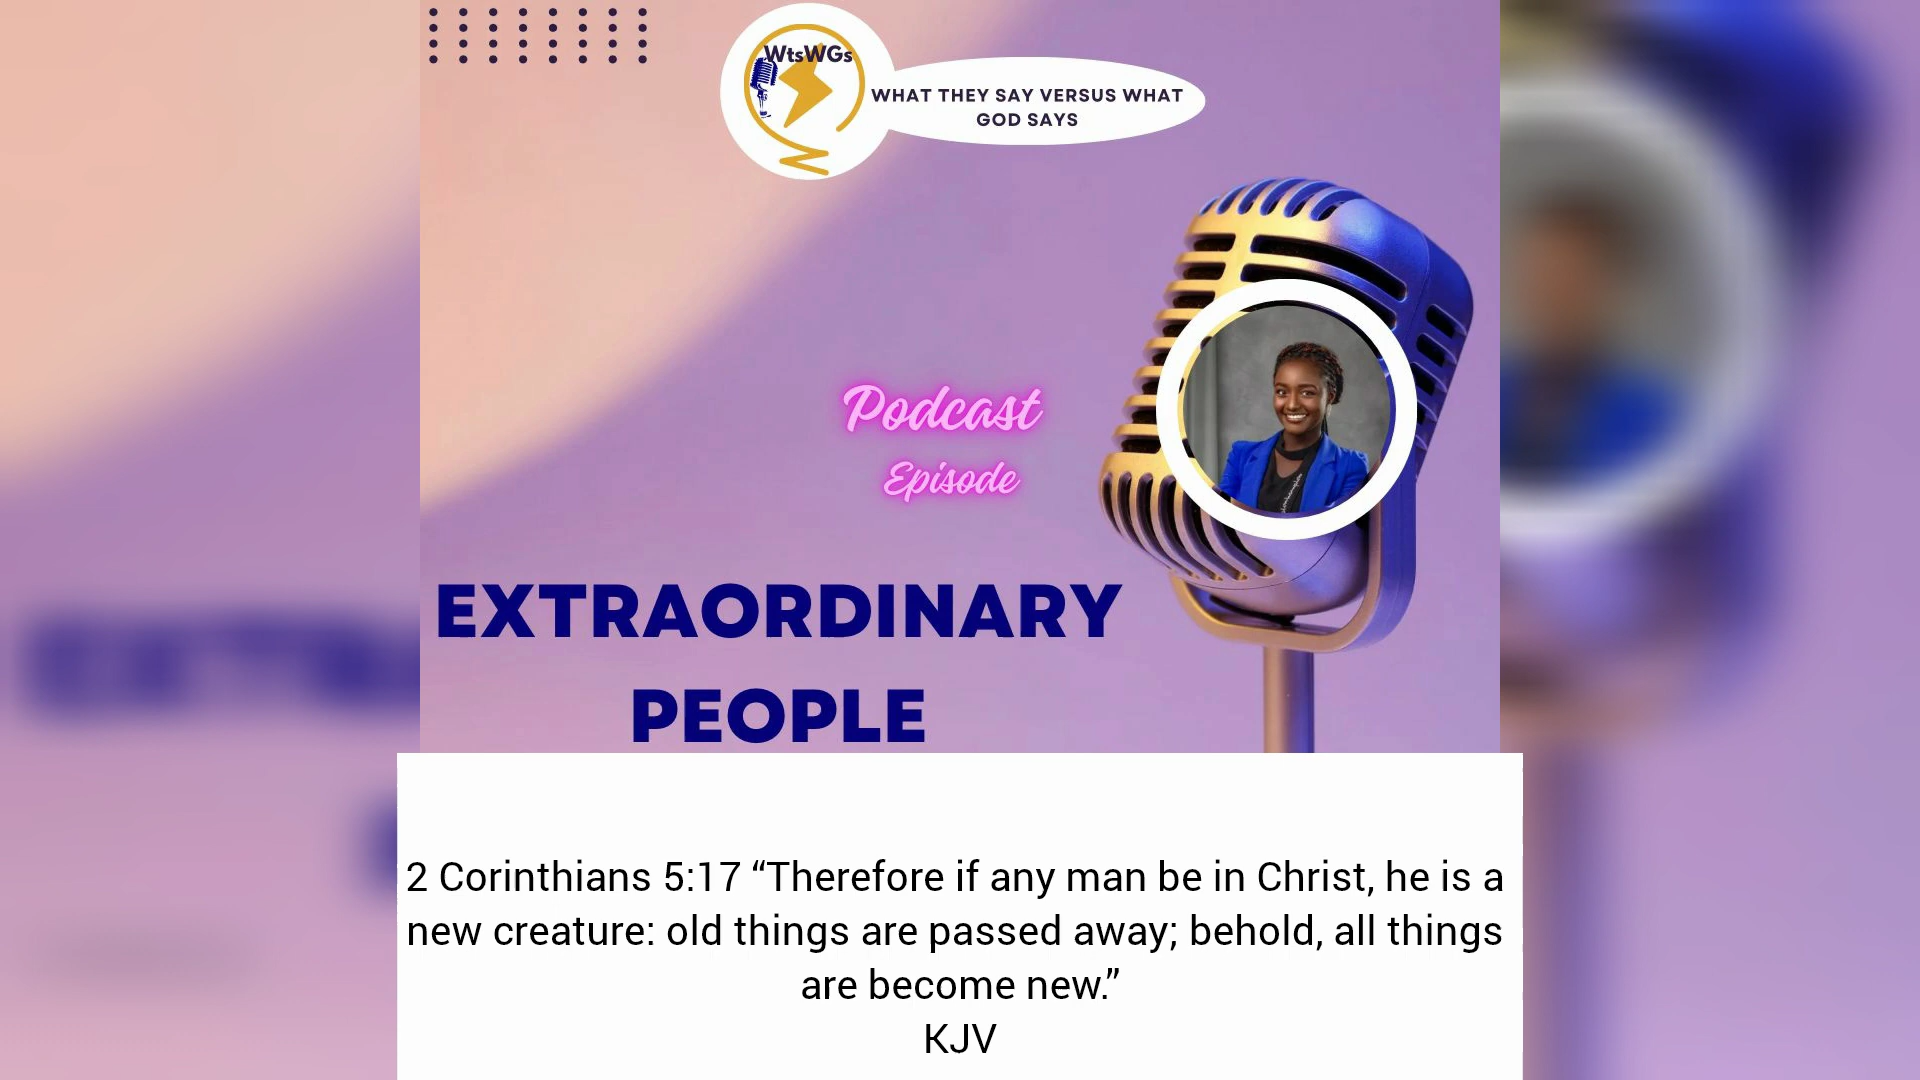 WtsWGs
WHAT THEY SAY VERSUS WHAT
GOD SAYS
Podcast
Episode
EXTRAORDINARY
PEOPLE
2 Corinthians 5:17 “Therefore if any man be in Christ, he is a
new creature: old things are passed away; behold, all things
are become new.”
KJV